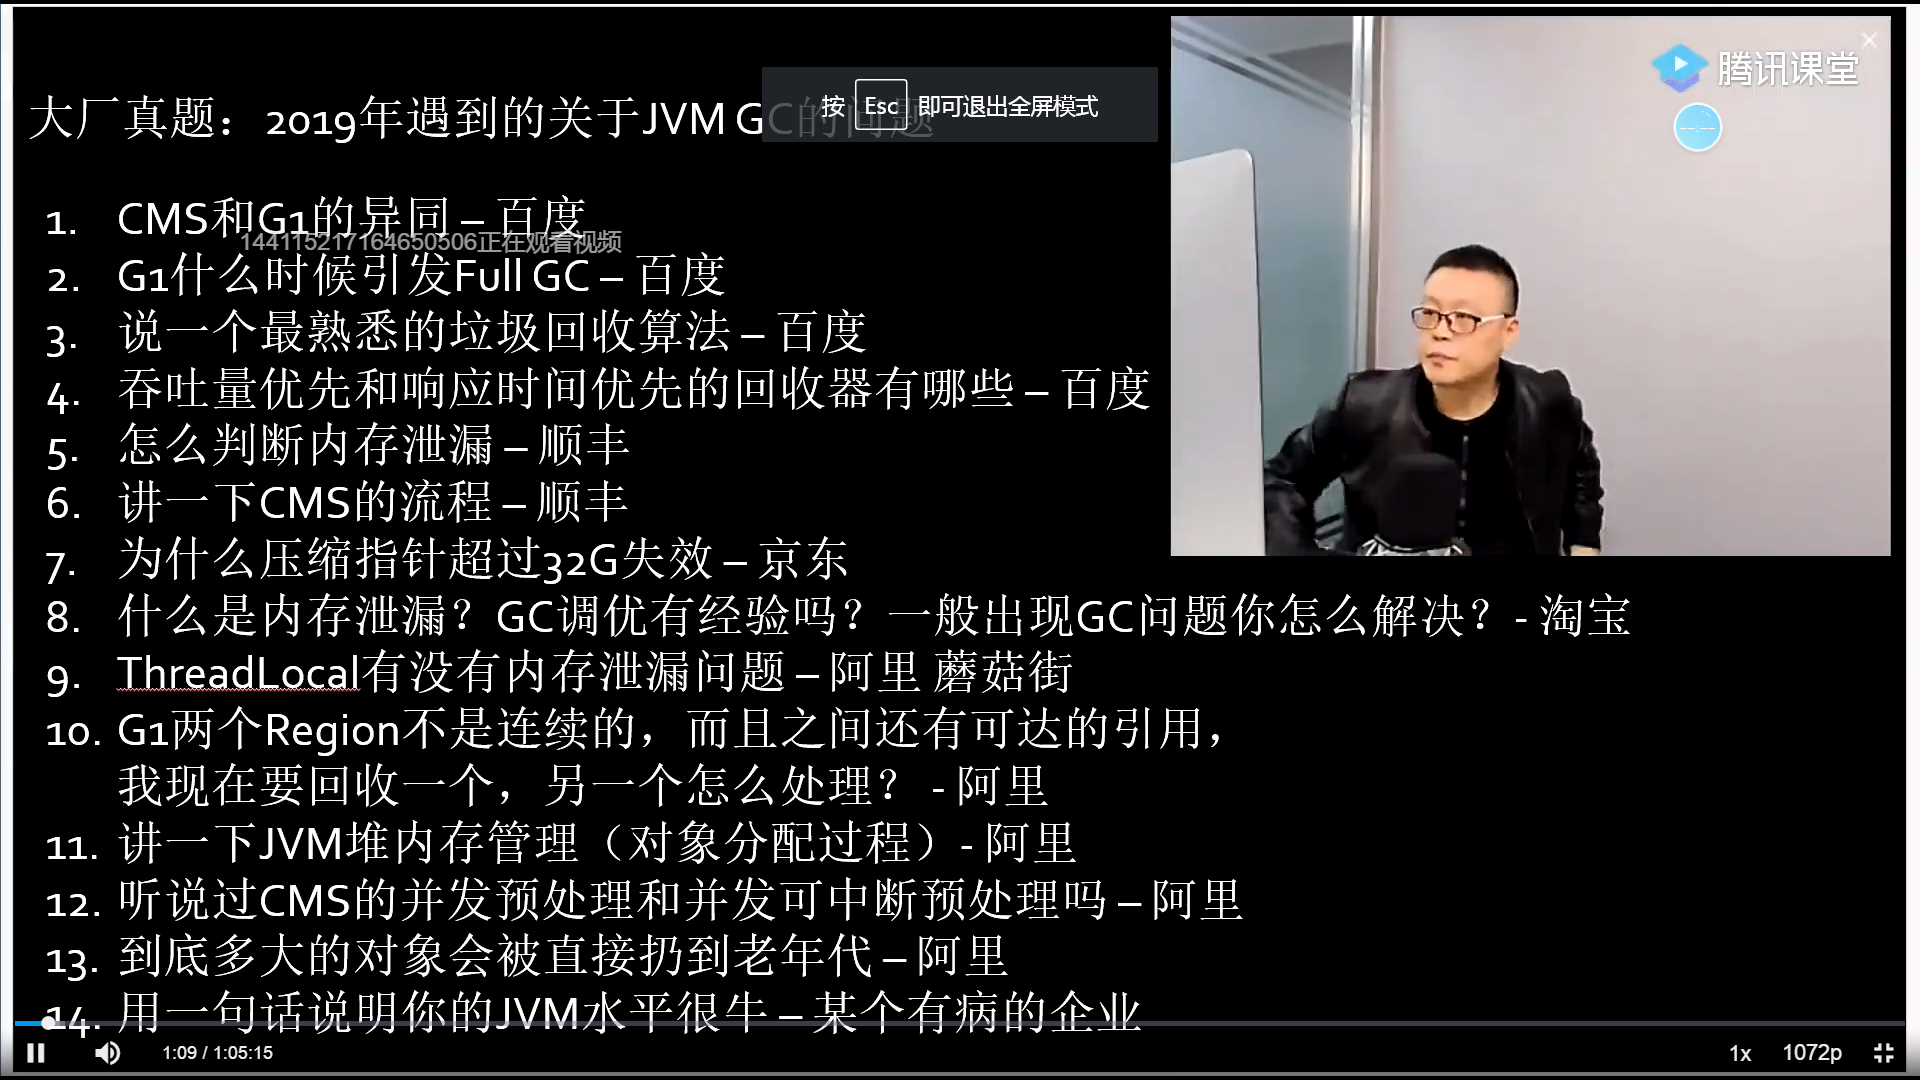 腾讯课堂
按 Esc 即可退出全屏模式
大厂真题：2019年遇到的关于JVM GC的问题
1. CMS和G1的异同 – 百度
144115217164650506正在观看视频
2. G1什么时候引发Full GC – 百度
3. 说一个最熟悉的垃圾回收算法 – 百度
4. 吞吐量优先和响应时间优先的回收器有哪些 – 百度
5. 怎么判断内存泄漏 – 顺丰
6. 讲一下CMS的流程 – 顺丰
7. 为什么压缩指针超过32G失效 – 京东
8. 什么是内存泄漏？GC调优有经验吗？一般出现GC问题你怎么解决？- 淘宝
9. ThreadLocal有没有内存泄漏问题 – 阿里 蘑菇街
10. G1两个Region不是连续的，而且之间还有可达的引用，
我现在要回收一个，另一个怎么处理？ - 阿里
11. 讲一下JVM堆内存管理（对象分配过程）- 阿里
12. 听说过CMS的并发预处理和并发可中断预处理吗 – 阿里
13. 到底多大的对象会被直接扔到老年代 – 阿里
14. 用一句话说明你的JVM水平很牛 – 某个有病的企业
1:09 / 1:05:15
1x
1072p